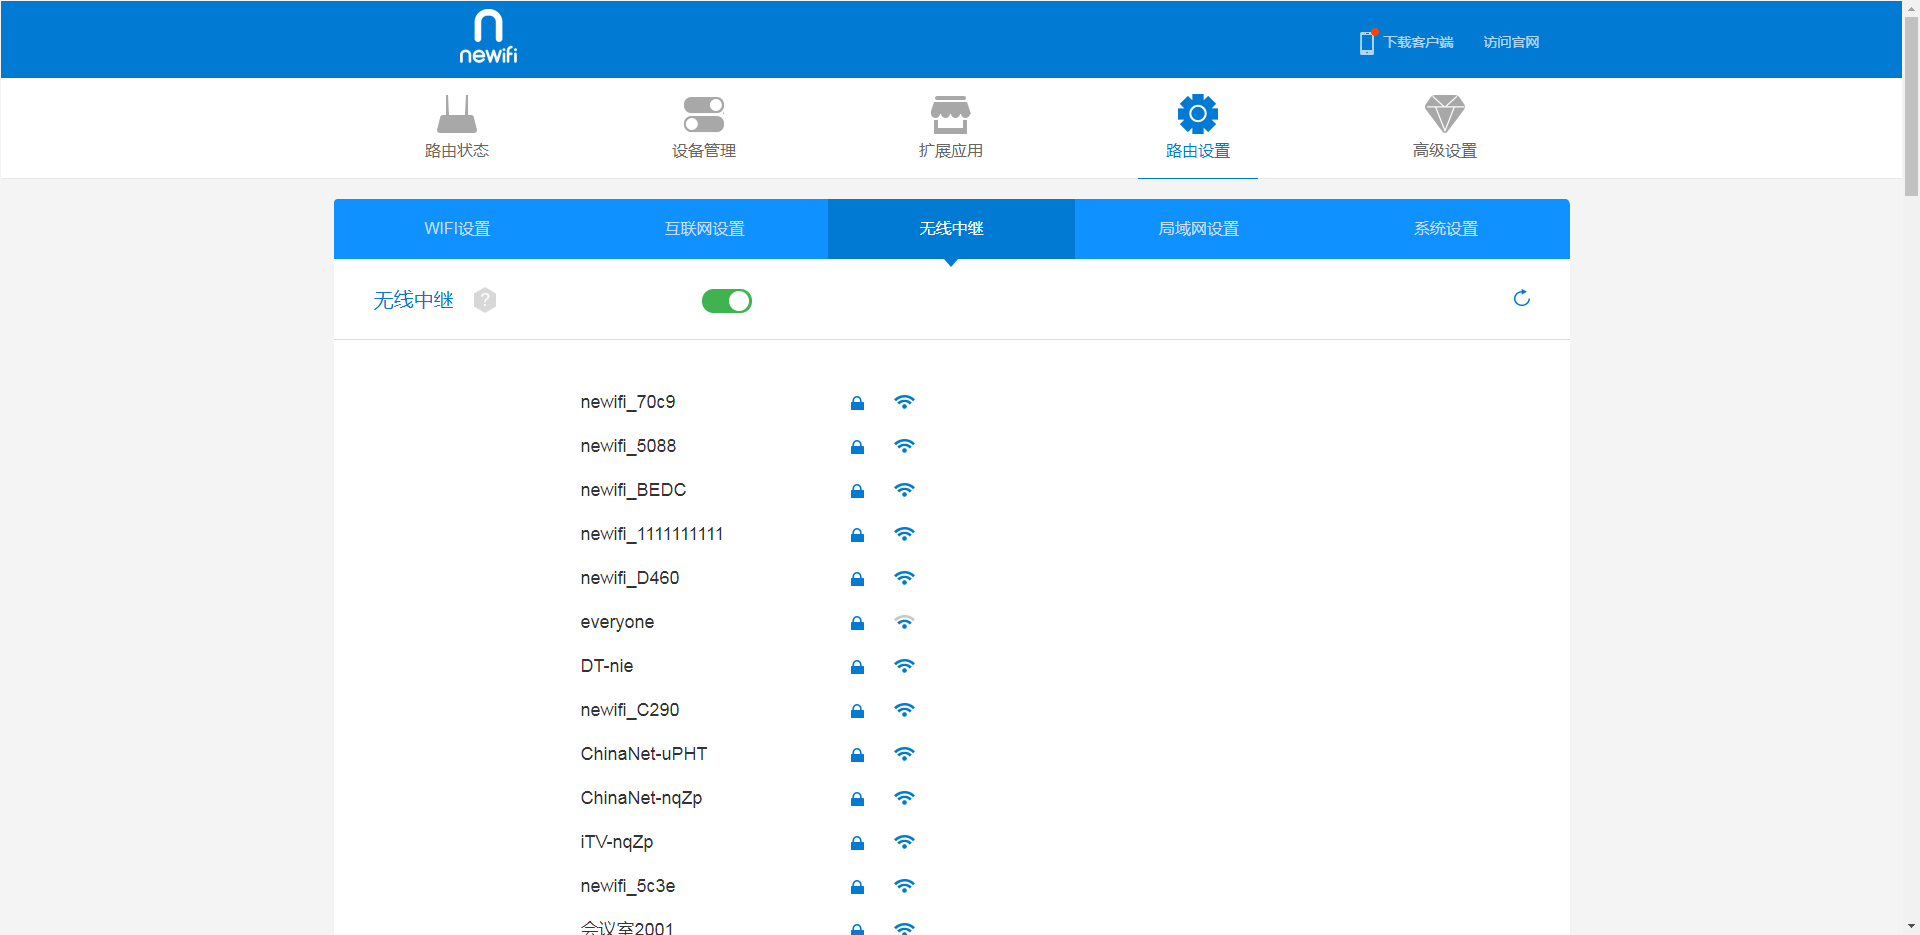 newifi
下载客户端 访问官网
路由状态 设备管理 扩展应用 路由设置 高级设置
WIFI设置 互联网设置 无线中继 局域网设置 系统设置
无线中继 ?
newifi_70c9
newifi_5088
newifi_BEDC
newifi_1111111111
newifi_D460
everyone
DT-nie
newifi_C290
ChinaNet-uPHT
ChinaNet-nqZp
iTV-nqZp
newifi_5c3e
会议室2001